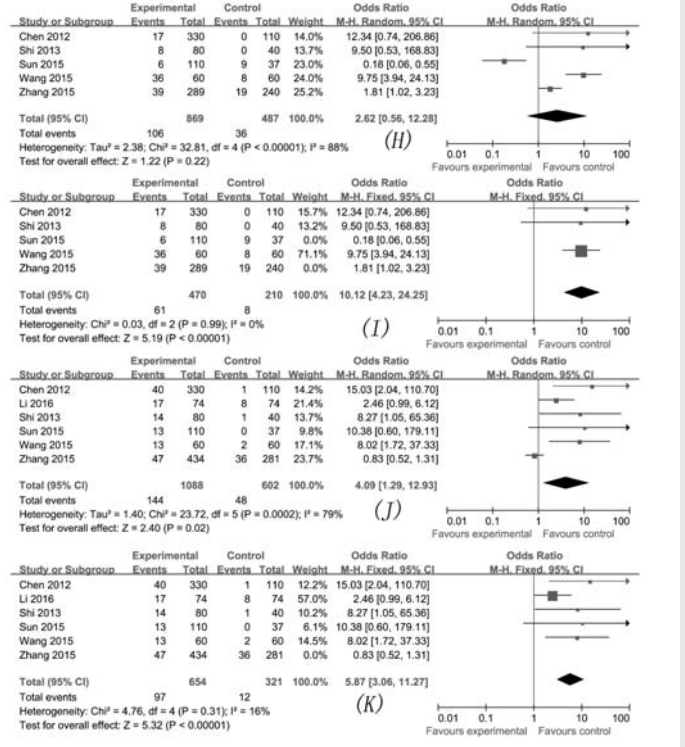 Experimental Control Odds Ratio Odds Ratio
Study or Subgroup Events Total Events Total Weight M-H. Random. 95% CI M-H. Random. 95% CI
Chen 2012 17 330 0 110 14.0% 12.34 [0.74, 206.86]
Shi 2013 8 80 0 40 13.7% 9.50 [0.53, 168.83]
Sun 2015 6 110 9 37 23.0% 0.18 [0.06, 0.55]
Wang 2015 36 60 8 60 24.0% 9.75 [3.94, 24.13]
Zhang 2015 39 289 19 240 25.2% 1.81 [1.02, 3.23]
Total (95% CI) 869 487 100.0% 2.62 [0.56, 12.28]
Total events 106 36
Heterogeneity: Tau² = 2.38; Chi² = 32.81, df = 4 (P < 0.00001); I² = 88%
Test for overall effect: Z = 1.22 (P = 0.22)
(H)
0.01 0.1 1 10 100
Favours experimental Favours control
Experimental Control Odds Ratio Odds Ratio
Study or Subgroup Events Total Events Total Weight M-H. Fixed. 95% CI M-H. Fixed. 95% CI
Chen 2012 17 330 0 110 15.7% 12.34 [0.74, 206.86]
Shi 2013 8 80 0 40 13.2% 9.50 [0.53, 168.83]
Sun 2015 6 110 9 37 0.0% 0.18 [0.06, 0.55]
Wang 2015 36 60 8 60 71.1% 9.75 [3.94, 24.13]
Zhang 2015 39 289 19 240 0.0% 1.81 [1.02, 3.23]
Total (95% CI) 470 210 100.0% 10.12 [4.23, 24.25]
Total events 61 8
Heterogeneity: Chi² = 0.03, df = 2 (P = 0.99); I² = 0%
Test for overall effect: Z = 5.19 (P < 0.00001)
(I)
0.01 0.1 1 10 100
Favours experimental Favours control
Experimental Control Odds Ratio Odds Ratio
Study or Subgroup Events Total Events Total Weight M-H. Random. 95% CI M-H. Random. 95% CI
Chen 2012 40 330 1 110 14.2% 15.03 [2.04, 110.70]
Li 2016 17 74 8 74 21.4% 2.46 [0.99, 6.12]
Shi 2013 14 80 1 40 13.7% 8.27 [1.05, 65.36]
Sun 2015 13 110 0 37 9.8% 10.38 [0.60, 179.11]
Wang 2015 13 60 2 60 17.1% 8.02 [1.72, 37.33]
Zhang 2015 47 434 36 281 23.7% 0.83 [0.52, 1.31]
Total (95% CI) 1088 602 100.0% 4.09 [1.29, 12.93]
Total events 144 48
Heterogeneity: Tau² = 1.40; Chi² = 23.72, df = 5 (P = 0.0002); I² = 79%
Test for overall effect: Z = 2.40 (P = 0.02)
(J)
0.01 0.1 1 10 100
Favours experimental Favours control
Experimental Control Odds Ratio Odds Ratio
Study or Subgroup Events Total Events Total Weight M-H. Fixed. 95% CI M-H. Fixed. 95% CI
Chen 2012 40 330 1 110 12.2% 15.03 [2.04, 110.70]
Li 2016 17 74 8 74 57.0% 2.46 [0.99, 6.12]
Shi 2013 14 80 1 40 10.2% 8.27 [1.05, 65.36]
Sun 2015 13 110 0 37 6.1% 10.38 [0.60, 179.11]
Wang 2015 13 60 2 60 14.5% 8.02 [1.72, 37.33]
Zhang 2015 47 434 36 281 0.0% 0.83 [0.52, 1.31]
Total (95% CI) 654 321 100.0% 5.87 [3.06, 11.27]
Total events 97 12
Heterogeneity: Chi² = 4.76, df = 4 (P = 0.31); I² = 16%
Test for overall effect: Z = 5.32 (P < 0.00001)
(K)
0.01 0.1 1 10 100
Favours experimental Favours control